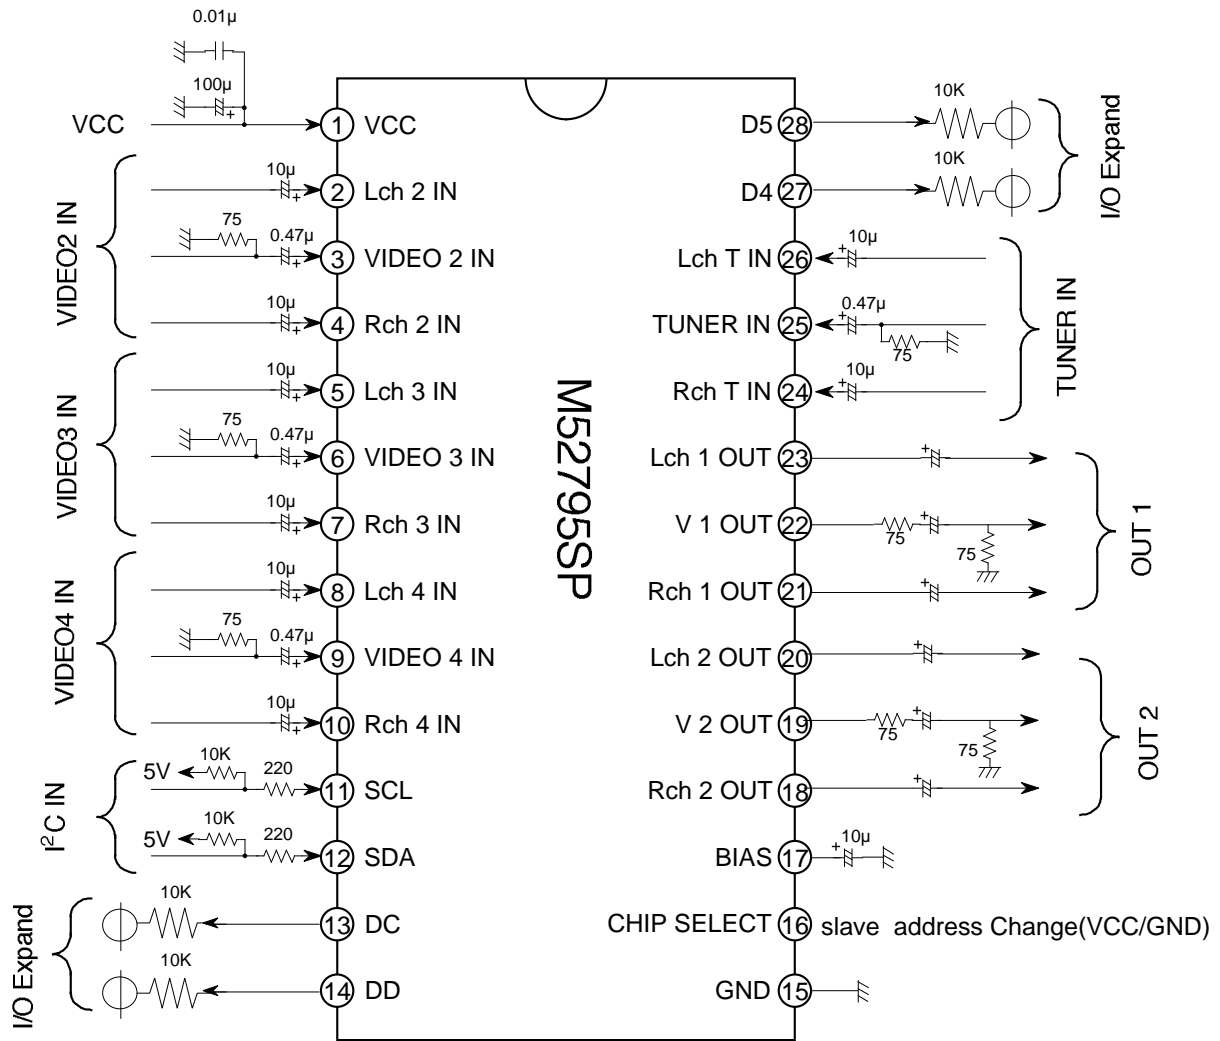 0.01µ
100µ
VCC
1 VCC
VIDEO2 IN
10µ
2 Lch 2 IN
75
0.47µ
3 VIDEO 2 IN
10µ
4 Rch 2 IN
VIDEO3 IN
10µ
5 Lch 3 IN
75
0.47µ
6 VIDEO 3 IN
10µ
7 Rch 3 IN
VIDEO4 IN
10µ
8 Lch 4 IN
75
0.47µ
9 VIDEO 4 IN
10µ
10 Rch 4 IN
I²C IN
5V
10K
220
11 SCL
5V
10K
220
12 SDA
I/O Expand
10K
13 DC
10K
14 DD
M52795SP
D5 28
10K
D4 27
10K
I/O Expand
Lch T IN 26
+
10µ
TUNER IN 25
+
0.47µ
75
Rch T IN 24
+
10µ
TUNER IN
Lch 1 OUT 23
+
V 1 OUT 22
75
+
75
Rch 1 OUT 21
+
OUT 1
Lch 2 OUT 20
+
V 2 OUT 19
75
+
75
Rch 2 OUT 18
+
OUT 2
BIAS 17
+
10µ
CHIP SELECT 16 slave address Change(VCC/GND)
GND 15